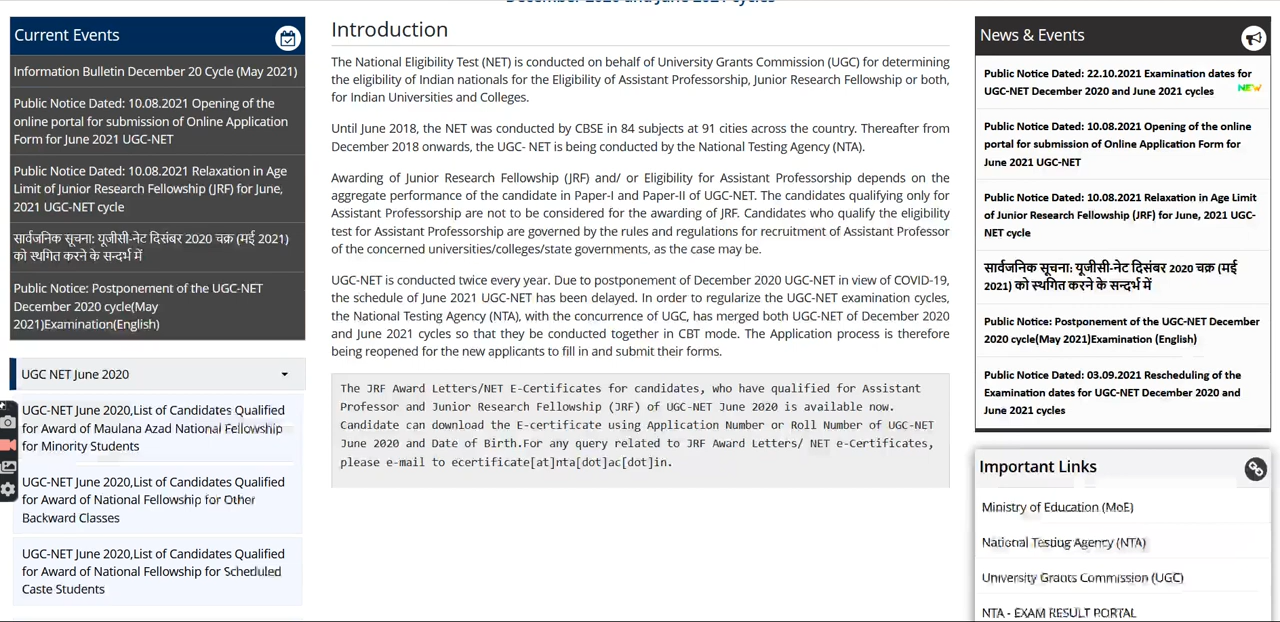 December 2020 and June 2021 cycles
Current Events
Information Bulletin December 20 Cycle (May 2021)
Public Notice Dated: 10.08.2021 Opening of the
online portal for submission of Online Application
Form for June 2021 UGC-NET
Public Notice Dated: 10.08.2021 Relaxation in Age
Limit of Junior Research Fellowship (JRF) for June,
2021 UGC-NET cycle
सार्वजनिक सूचना: यूजीसी-नेट दिसंबर 2020 चक्र (मई 2021)
को स्थगित करने के सन्दर्भ में
Public Notice: Postponement of the UGC-NET
December 2020 cycle(May
2021)Examination(English)
UGC NET June 2020
UGC-NET June 2020,List of Candidates Qualified
for Award of Maulana Azad National Fellowship
for Minority Students
UGC-NET June 2020,List of Candidates Qualified
for Award of National Fellowship for Other
Backward Classes
UGC-NET June 2020,List of Candidates Qualified
for Award of National Fellowship for Scheduled
Caste Students
Introduction
The National Eligibility Test (NET) is conducted on behalf of University Grants Commission (UGC) for determining
the eligibility of Indian nationals for the Eligibility of Assistant Professorship, Junior Research Fellowship or both,
for Indian Universities and Colleges.
Until June 2018, the NET was conducted by CBSE in 84 subjects at 91 cities across the country. Thereafter from
December 2018 onwards, the UGC- NET is being conducted by the National Testing Agency (NTA).
Awarding of Junior Research Fellowship (JRF) and/ or Eligibility for Assistant Professorship depends on the
aggregate performance of the candidate in Paper-I and Paper-II of UGC-NET. The candidates qualifying only for
Assistant Professorship are not to be considered for the awarding of JRF. Candidates who qualify the eligibility
test for Assistant Professorship are governed by the rules and regulations for recruitment of Assistant Professor
of the concerned universities/colleges/state governments, as the case may be.
UGC-NET is conducted twice every year. Due to postponement of December 2020 UGC-NET in view of COVID-19,
the schedule of June 2021 UGC-NET has been delayed. In order to regularize the UGC-NET examination cycles,
the National Testing Agency (NTA), with the concurrence of UGC, has merged both UGC-NET of December 2020
and June 2021 cycles so that they be conducted together in CBT mode. The Application process is therefore
being reopened for the new applicants to fill in and submit their forms.
The JRF Award Letters/NET E-Certificates for candidates, who have qualified for Assistant
Professor and Junior Research Fellowship (JRF) of UGC-NET June 2020 is available now.
Candidate can download the E-certificate using Application Number or Roll Number of UGC-NET
June 2020 and Date of Birth.For any query related to JRF Award Letters/ NET e-Certificates,
please e-mail to ecertificate[at]nta[dot]ac[dot]in.
News & Events
Public Notice Dated: 22.10.2021 Examination dates for
UGC-NET December 2020 and June 2021 cycles NEW
Public Notice Dated: 10.08.2021 Opening of the online
portal for submission of Online Application Form for
June 2021 UGC-NET
Public Notice Dated: 10.08.2021 Relaxation in Age Limit
of Junior Research Fellowship (JRF) for June, 2021 UGC-
NET cycle
सार्वजनिक सूचना: यूजीसी-नेट दिसंबर 2020 चक्र (मई
2021) को स्थगित करने के सन्दर्भ में
Public Notice: Postponement of the UGC-NET December
2020 cycle(May 2021)Examination (English)
Public Notice: 03.09.2021 Rescheduling of the
Examination dates for UGC-NET December 2020 and
June 2021 cycles
Important Links
Ministry of Education (MoE)
National Testing Agency (NTA)
University Grants Commission (UGC)
NTA - EXAM RESULT PORTAL